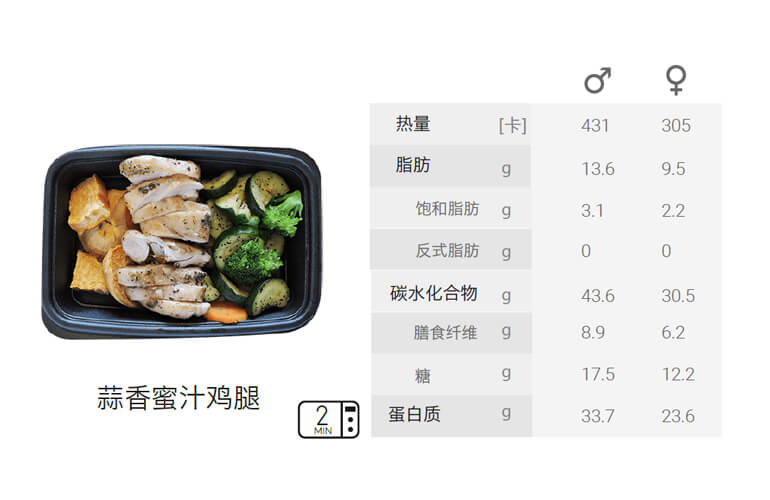 ♂ ♀
热量 [卡] 431 305
脂肪 g 13.6 9.5
饱和脂肪 g 3.1 2.2
反式脂肪 g 0 0
碳水化合物 g 43.6 30.5
膳食纤维 g 8.9 6.2
糖 g 17.5 12.2
蛋白质 g 33.7 23.6
蒜香蜜汁鸡腿
2
MIN